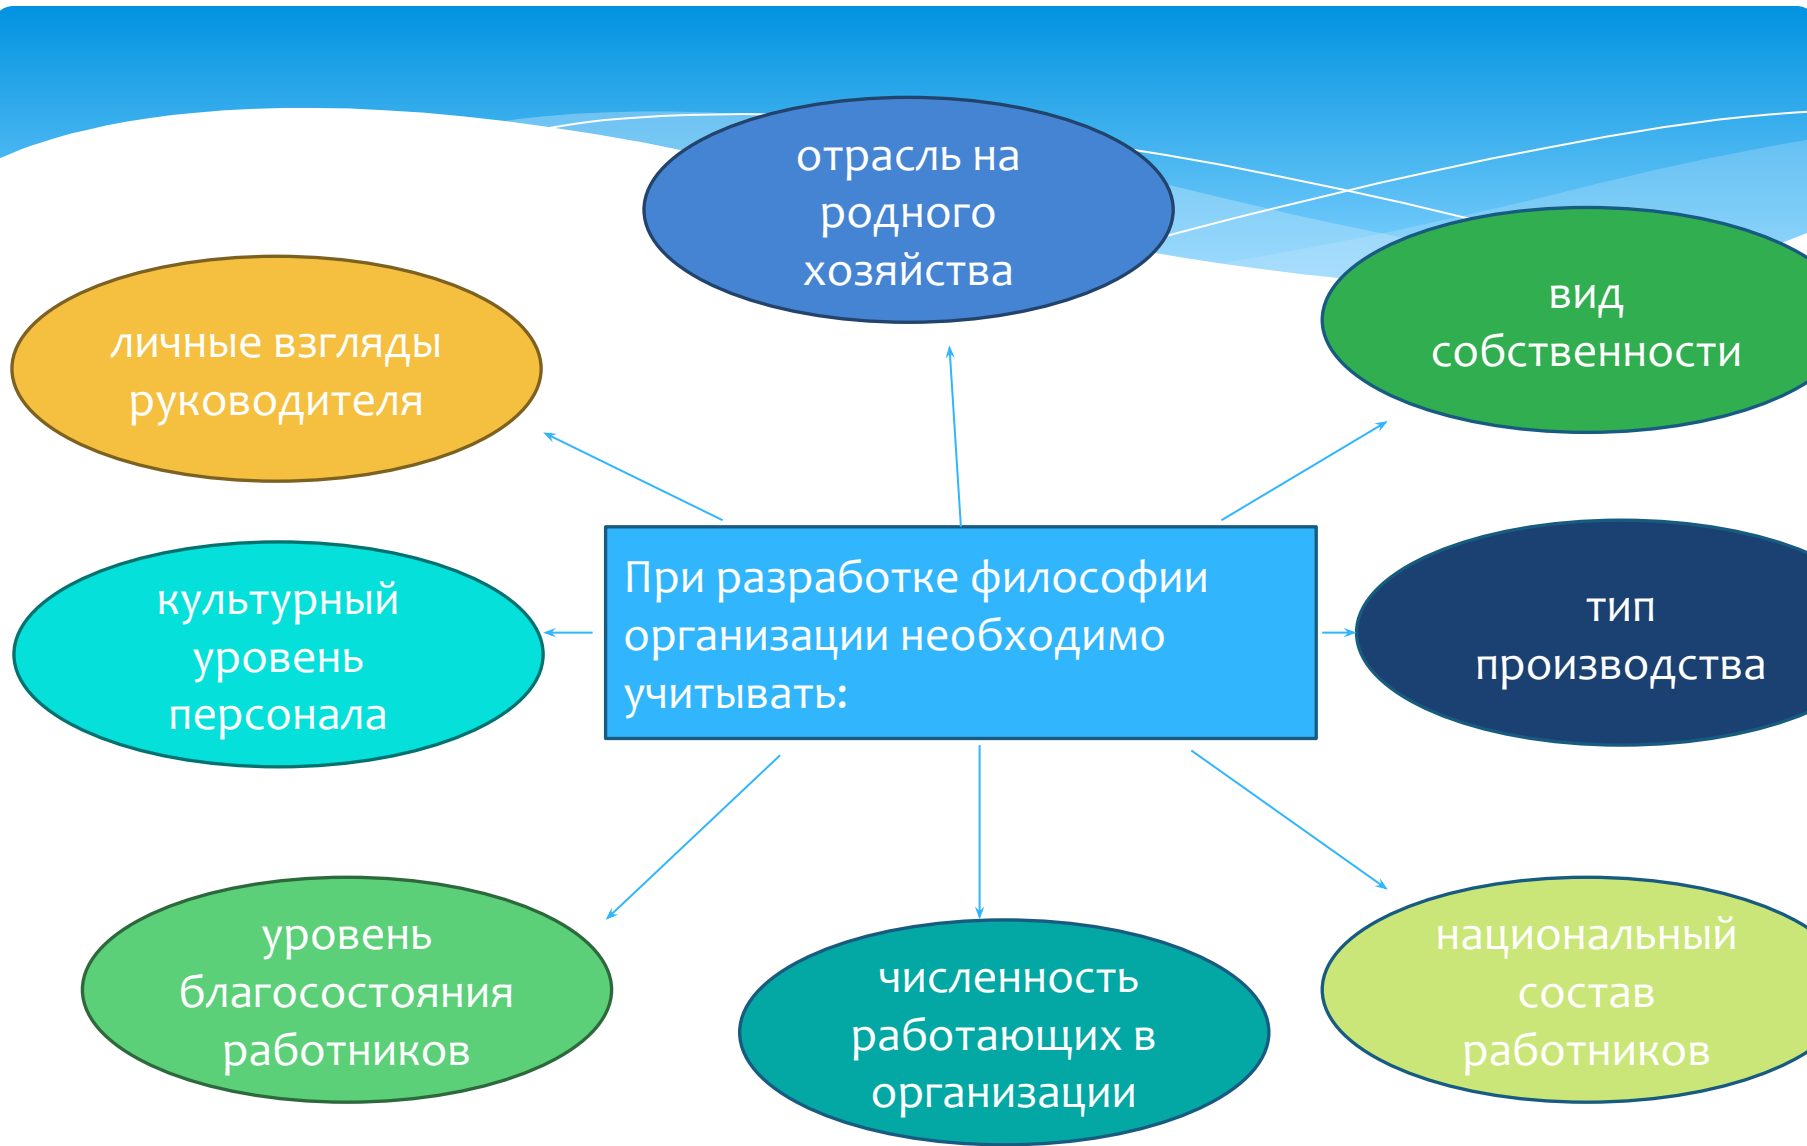 отрасль на
родного
хозяйства
вид
собственности
личные взгляды
руководителя
При разработке философии
организации необходимо
учитывать:
культурный
уровень
персонала
тип
производства
уровень
благосостояния
работников
численность
работающих в
организации
национальный
состав
работников